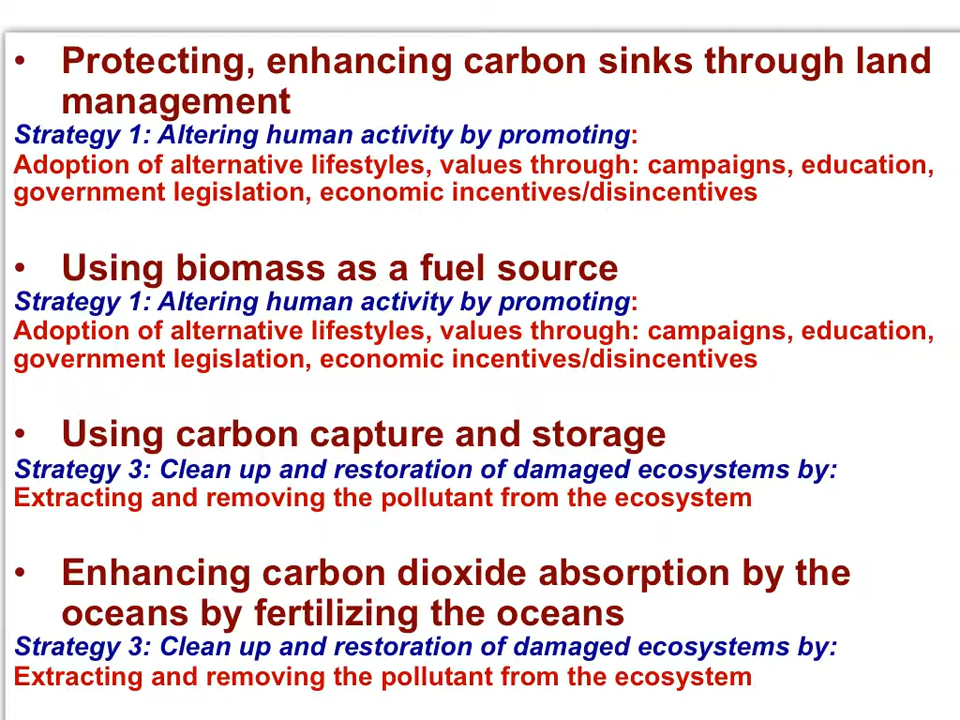 • Protecting, enhancing carbon sinks through land
management
Strategy 1: Altering human activity by promoting:
Adoption of alternative lifestyles, values through: campaigns, education,
government legislation, economic incentives/disincentives
• Using biomass as a fuel source
Strategy 1: Altering human activity by promoting:
Adoption of alternative lifestyles, values through: campaigns, education,
government legislation, economic incentives/disincentives
• Using carbon capture and storage
Strategy 3: Clean up and restoration of damaged ecosystems by:
Extracting and removing the pollutant from the ecosystem
• Enhancing carbon dioxide absorption by the
oceans by fertilizing the oceans
Strategy 3: Clean up and restoration of damaged ecosystems by:
Extracting and removing the pollutant from the ecosystem